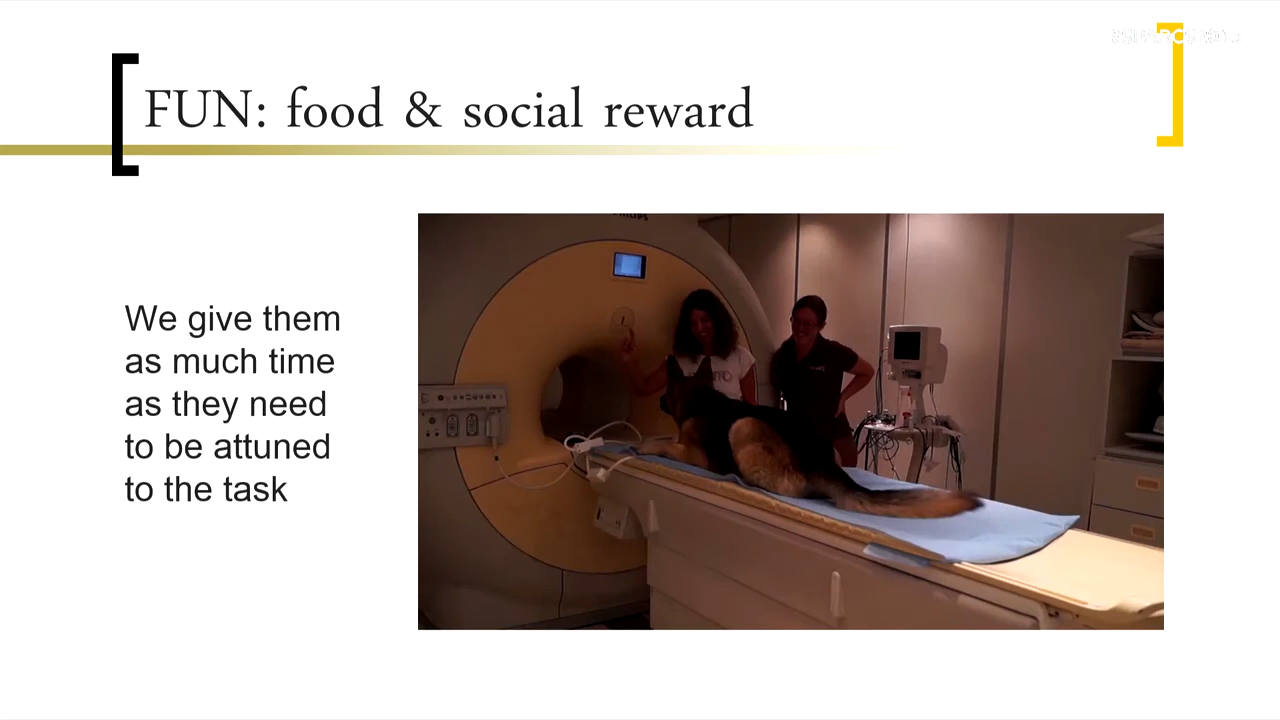 #SPARCS2015
FUN: food & social reward
We give them
as much time
as they need
to be attuned
to the task